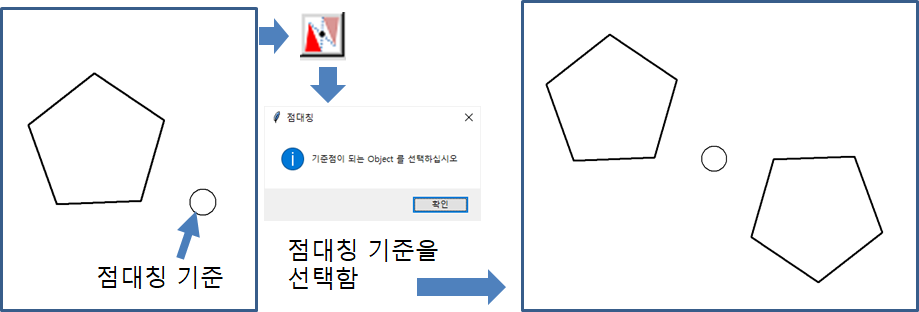 점대칭 기준
점대칭
기준점이 되는 Object 를 선택하십시오
확인
점대칭 기준을
선택함